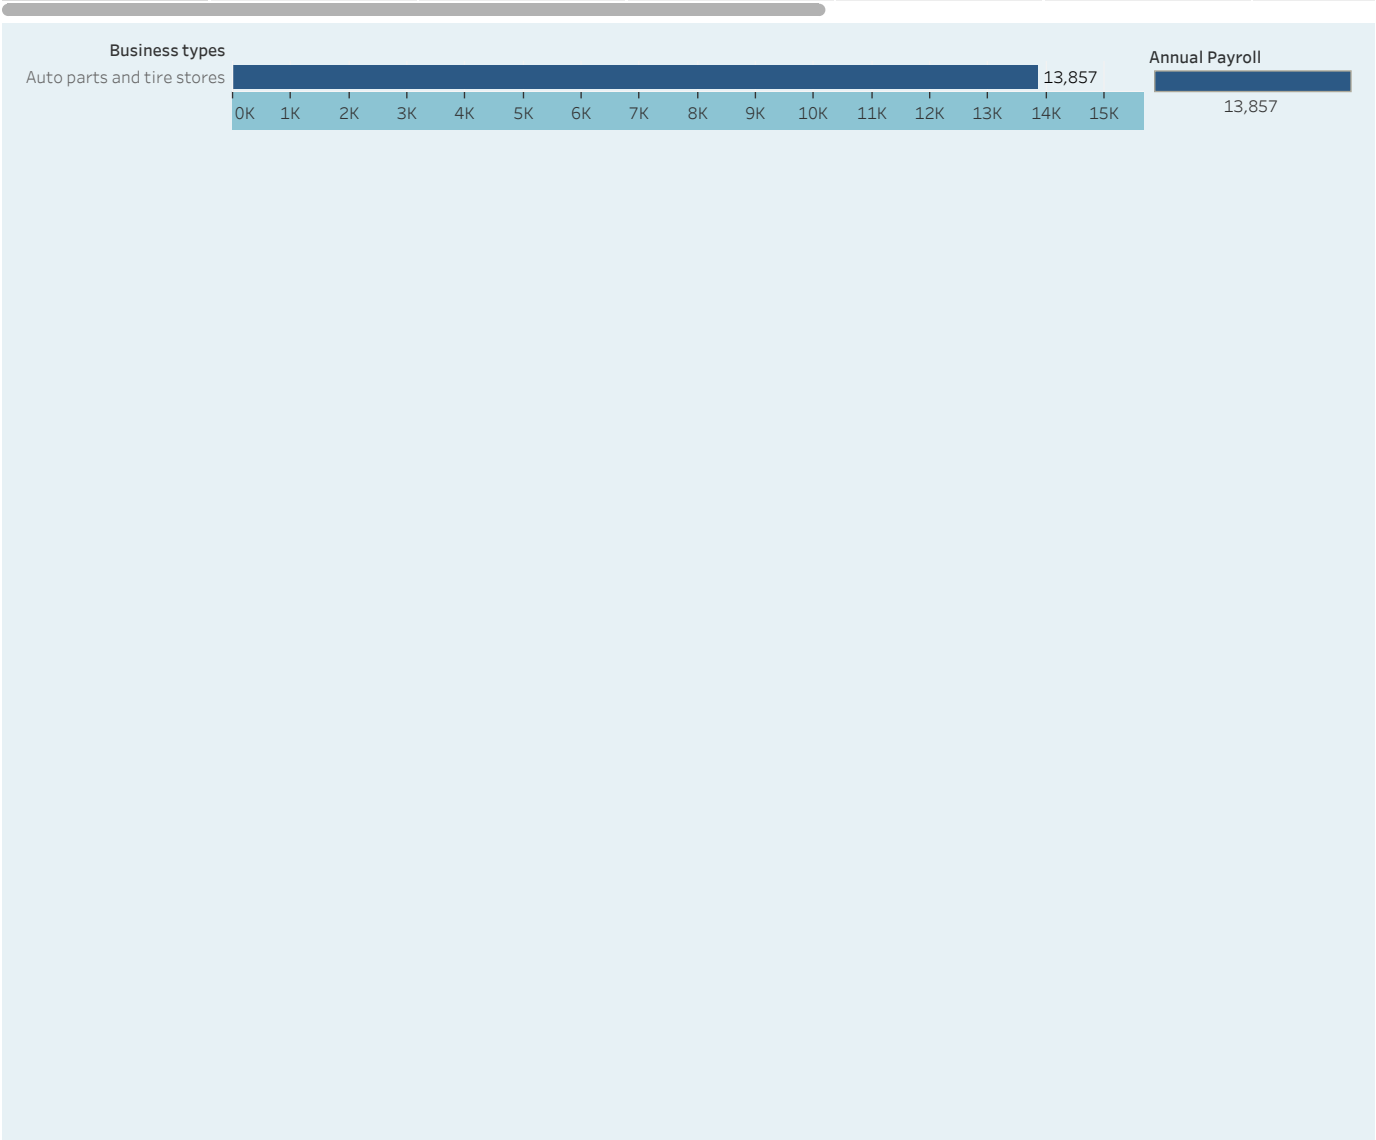 Business types
Auto parts and tire stores
13,857
0K 1K 2K 3K 4K 5K 6K 7K 8K 9K 10K 11K 12K 13K 14K 15K
Annual Payroll
13,857